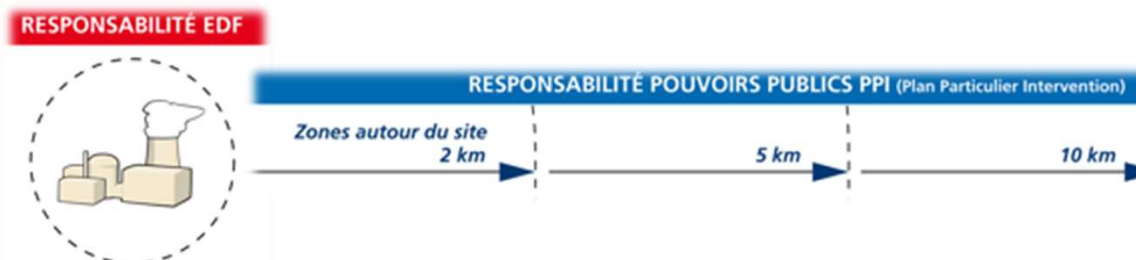 RESPONSABILITÉ EDF
RESPONSABILITÉ POUVOIRS PUBLICS PPI (Plan Particulier Intervention)
Zones autour du site
2 km
5 km
10 km